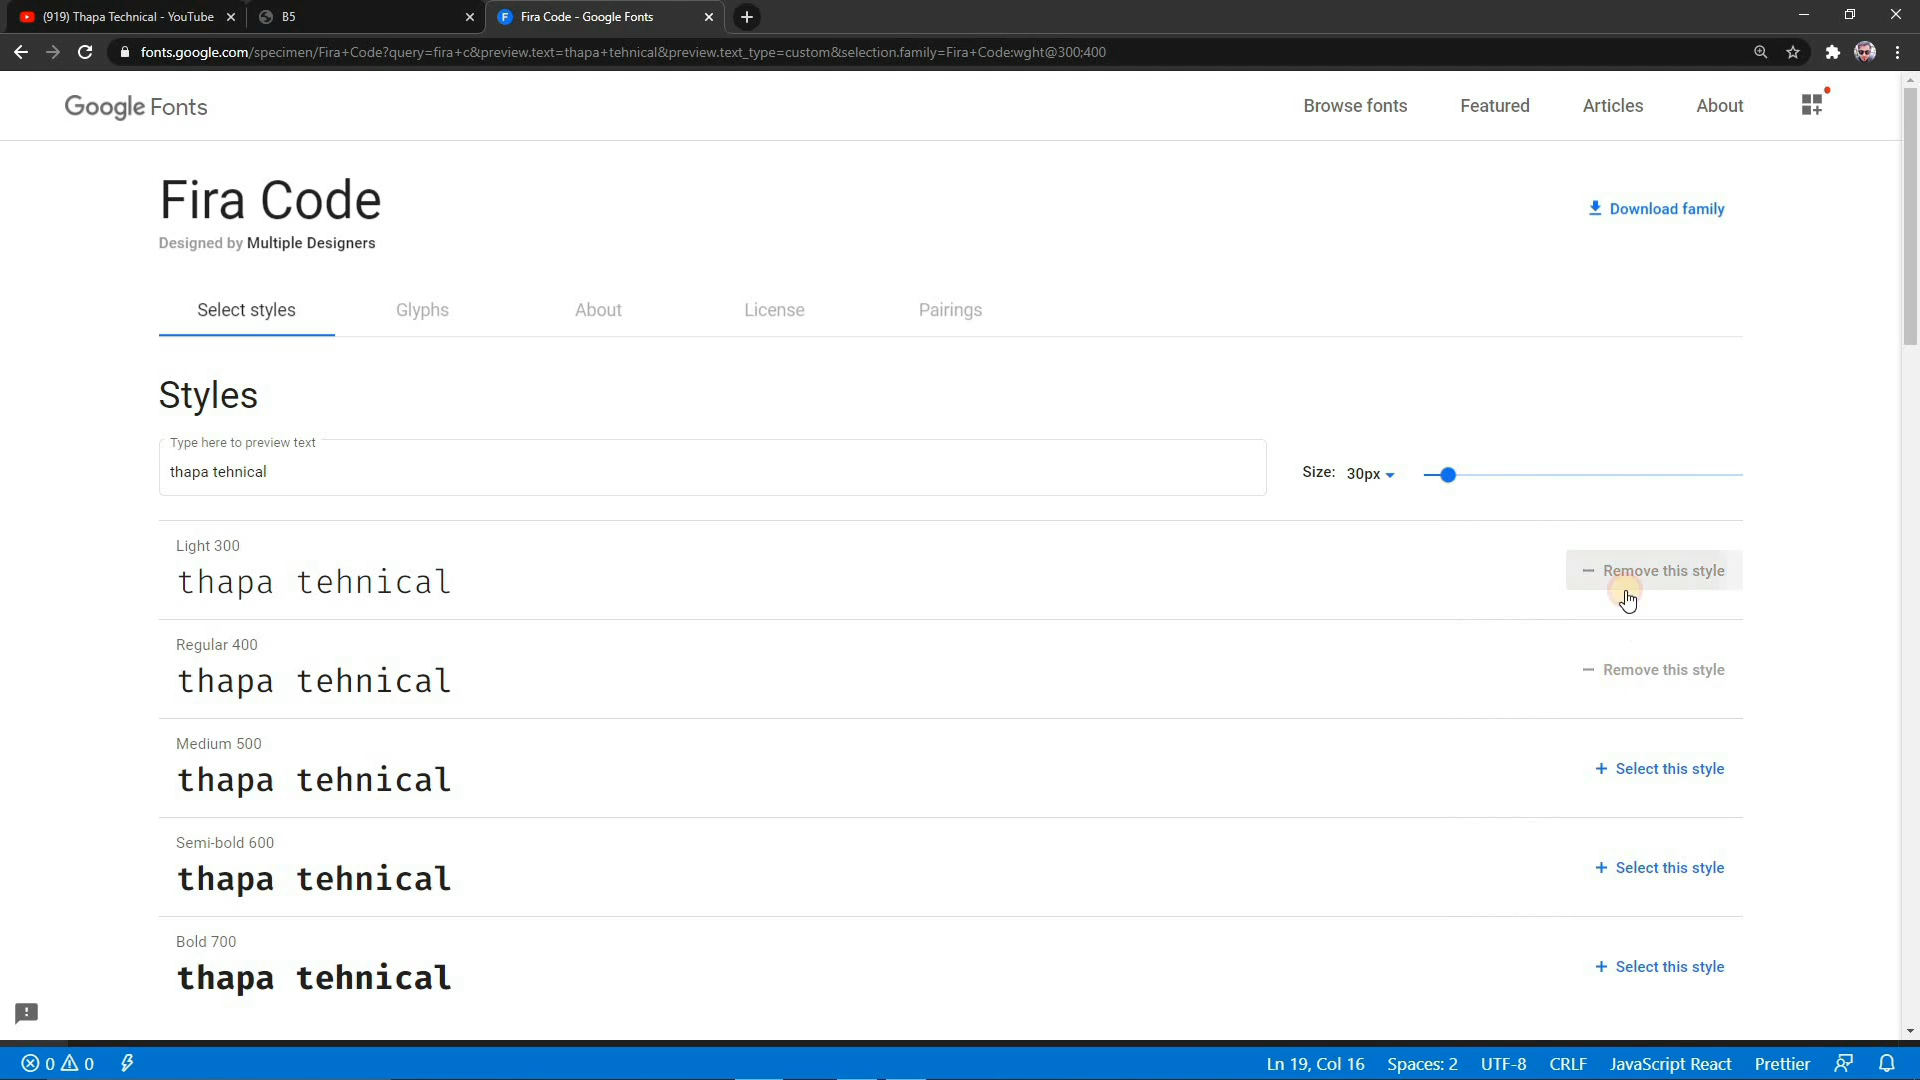 (919) Thapa Technical - YouTube
B5
Fira Code - Google Fonts
fonts.google.com/specimen/Fira+Code?query=fira+c&preview.text=thapa+tehnical&preview.text_type=custom&selection.family=Fira+Code:wght@300;400
Google Fonts
Browse fonts
Featured
Articles
About
Fira Code
Designed by Multiple Designers
Download family
Select styles
Glyphs
About
License
Pairings
Styles
Type here to preview text
thapa tehnical
Size: 30px
Light 300
thapa tehnical
Remove this style
Regular 400
thapa tehnical
Remove this style
Medium 500
thapa tehnical
+ Select this style
Semi-bold 600
thapa tehnical
+ Select this style
Bold 700
thapa tehnical
+ Select this style
0 0
Ln 19, Col 16
Spaces: 2
UTF-8
CRLF
JavaScript React
Prettier